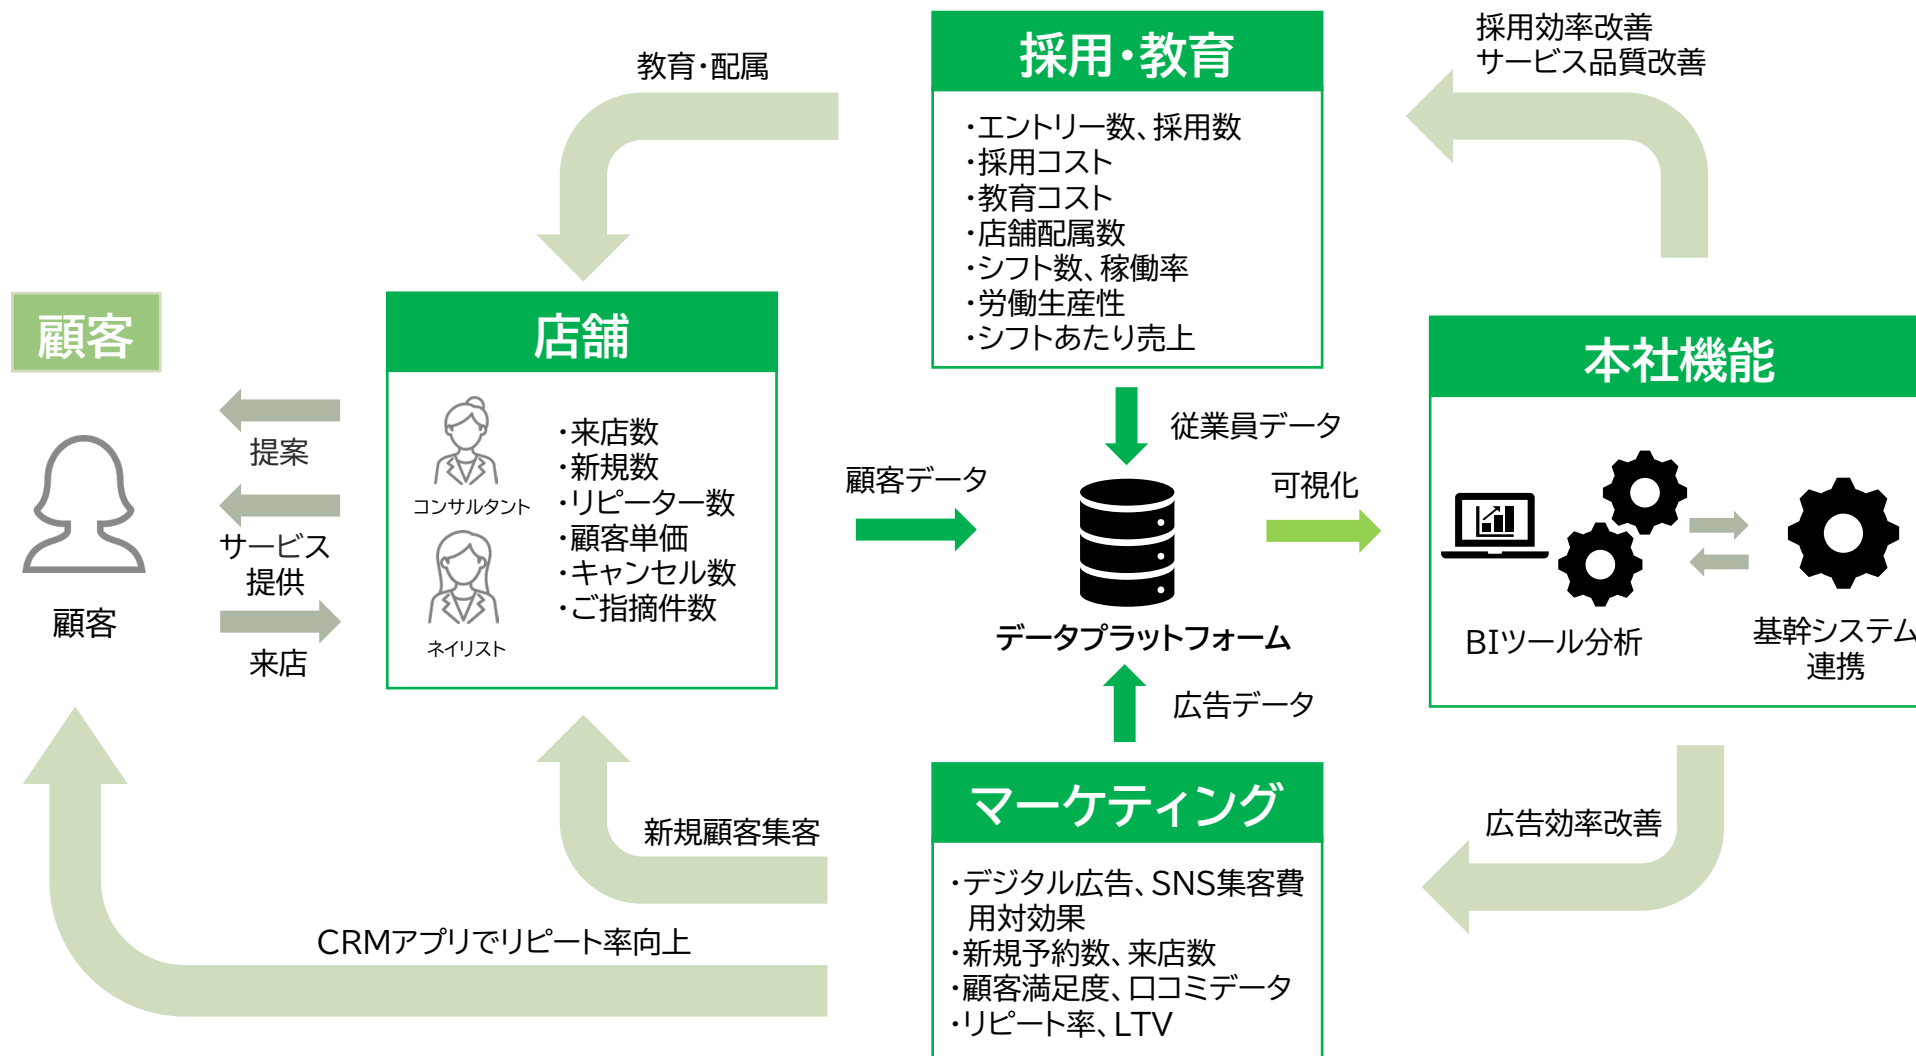 採用・教育
・エントリー数、採用数
・採用コスト
・教育コスト
・店舗配属数
・シフト数、稼働率
・労働生産性
・シフトあたり売上
教育・配属
採用効率改善
サービス品質改善
顧客
顧客
提案
サービス
提供
来店
店舗
コンサルタント
ネイリスト
・来店数
・新規数
・リピーター数
・顧客単価
・キャンセル数
・ご指摘件数
顧客データ
従業員データ
データプラットフォーム
広告データ
可視化
本社機能
BIツール分析
基幹システム
連携
マーケティング
・デジタル広告、SNS集客費
用対効果
・新規予約数、来店数
・顧客満足度、口コミデータ
・リピート率、LTV
新規顧客集客
CRMアプリでリピート率向上
広告効率改善